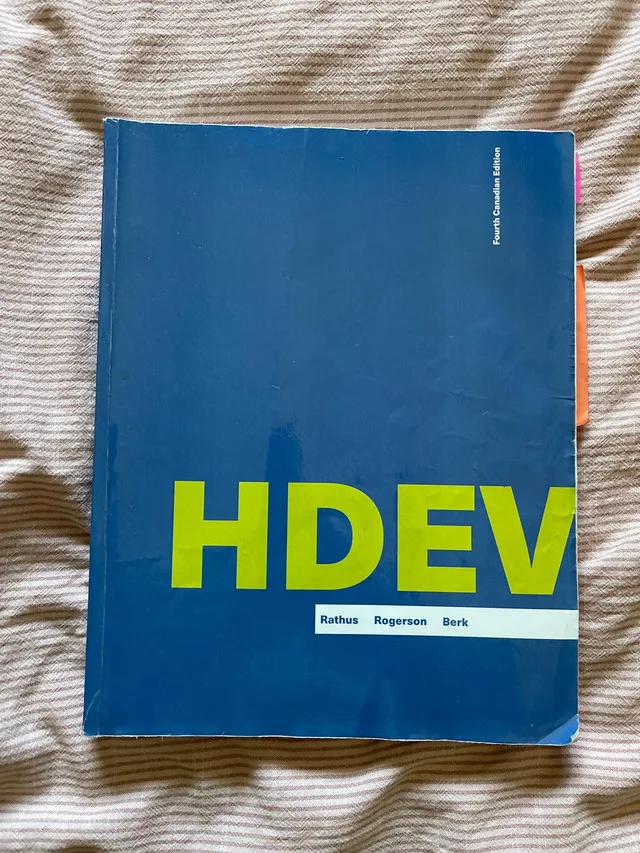 Fourth Canadian Edition
HDEV
Rathus Rogerson Berk